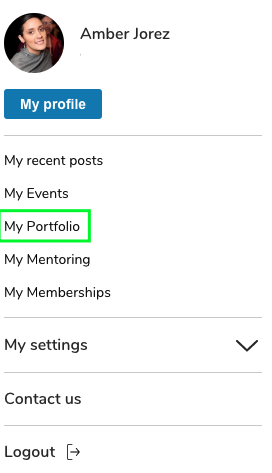 Amber Jorez
My profile
My recent posts
My Events
My Portfolio
My Mentoring
My Memberships
My settings
Contact us
Logout